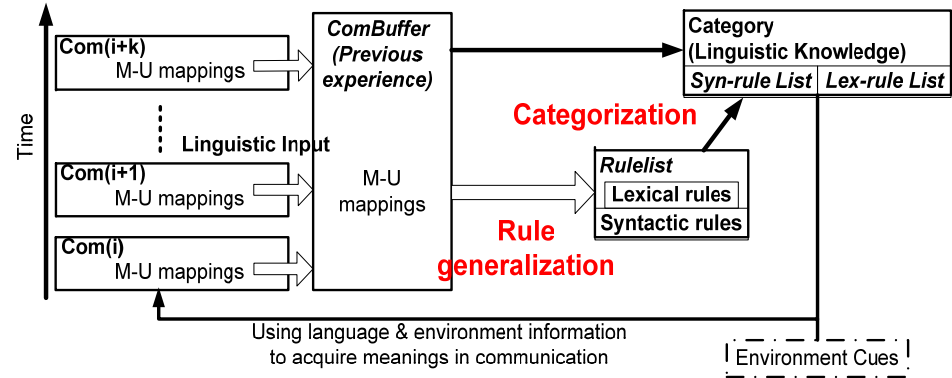 Time
Com(i+k)
M-U mappings
Linguistic Input
Com(i+1)
M-U mappings
Com(i)
M-U mappings
ComBuffer
(Previous
experience)
M-U
mappings
Category
(Linguistic Knowledge)
Syn-rule List Lex-rule List
Categorization
Rulelist
Lexical rules
Syntactic rules
Rule
generalization
Using language & environment information
to acquire meanings in communication
Environment Cues